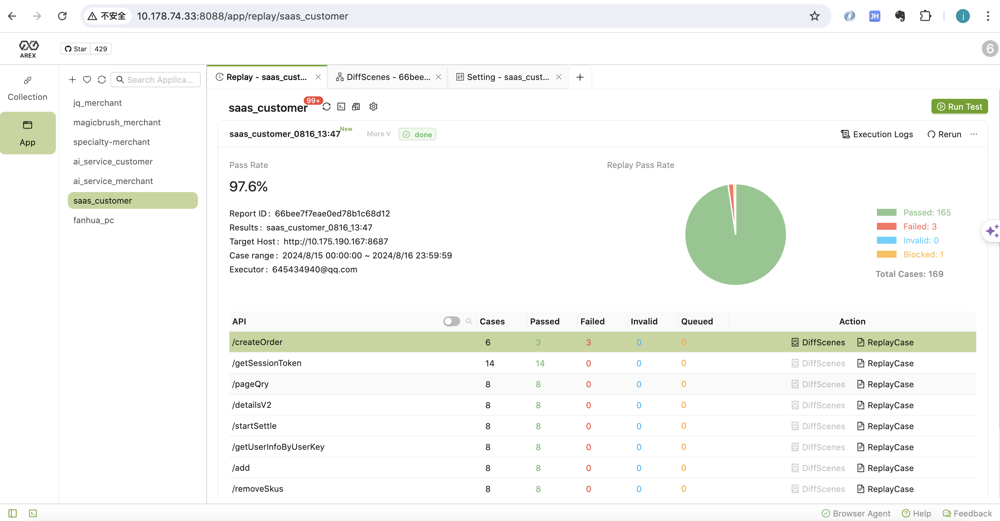 不安全 10.178.74.33:8088/app/replay/saas_customer
JH
j
AREX
Star 429
6
Collection
App
Search Applica...
jq_merchant
magicbrush_merchant
specialty-merchant
ai_service_customer
ai_service_merchant
saas_customer
fanhua_pc
Replay - saas_cust...
DiffScenes - 66bee...
Setting - saas_cust...
saas_customer 99+
Run Test
saas_customer_0816_13:47 New More done
Execution Logs Rerun
Pass Rate
97.6%
Report ID: 66bee7f7eae0ed78b1c68d12
Results: saas_customer_0816_13:47
Target Host: http://10.175.190.167:8687
Case range: 2024/8/15 00:00:00 ~ 2024/8/16 23:59:59
Executor: 645434940@qq.com
Replay Pass Rate
Passed: 165
Failed: 3
Invalid: 0
Blocked: 1
Total Cases: 169
API Cases Passed Failed Invalid Queued Action
/createOrder 6 3 3 0 0 DiffScenes ReplayCase
/getSessionToken 14 14 0 0 0 DiffScenes ReplayCase
/pageQry 8 8 0 0 0 DiffScenes ReplayCase
/detailsV2 8 8 0 0 0 DiffScenes ReplayCase
/startSettle 8 8 0 0 0 DiffScenes ReplayCase
/getUserInfoByUserKey 8 8 0 0 0 DiffScenes ReplayCase
/add 8 8 0 0 0 DiffScenes ReplayCase
/removeSkus 8 8 0 0 0 DiffScenes ReplayCase
Browser Agent Help Feedback